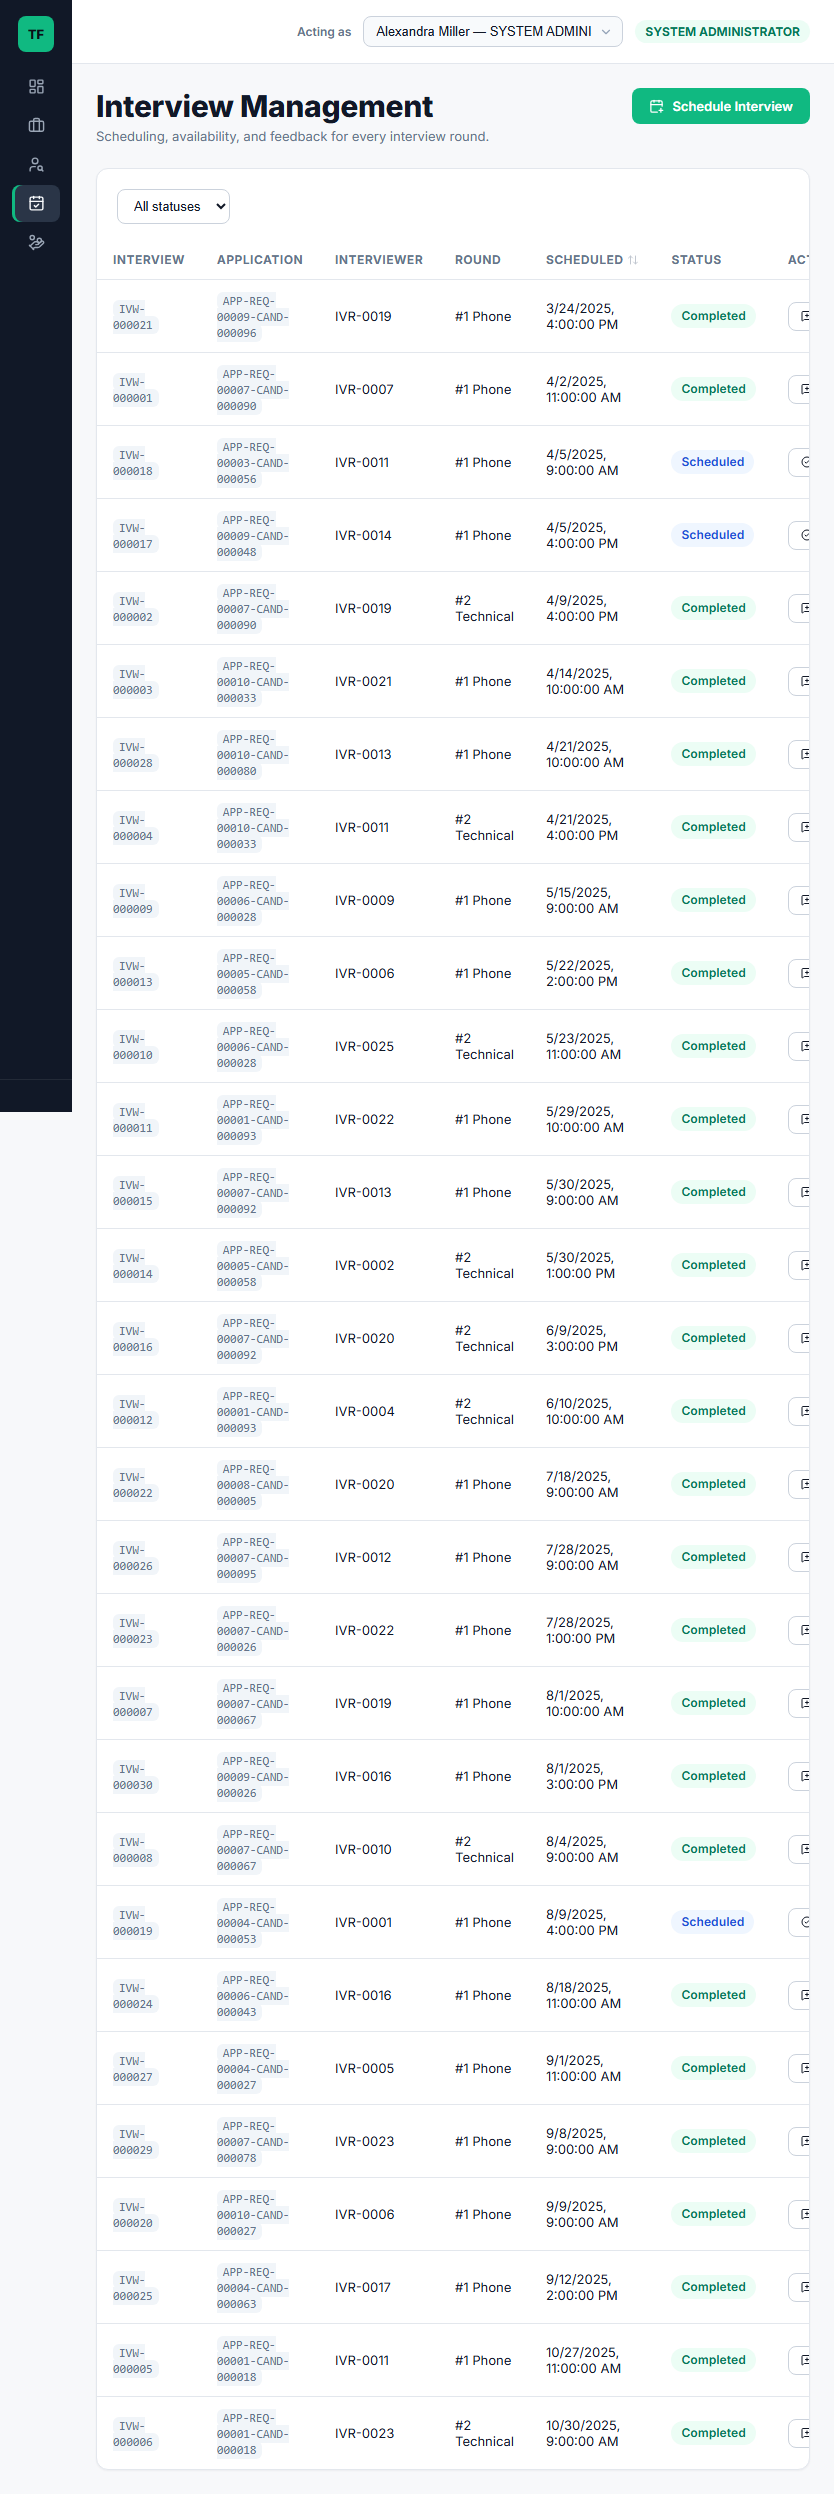 TF
Acting as
Alexandra Miller — SYSTEM ADMINI
SYSTEM ADMINISTRATOR
Interview Management
Schedule Interview
Scheduling, availability, and feedback for every interview round.
All statuses
INTERVIEW APPLICATION INTERVIEWER ROUND SCHEDULED STATUS ACT
IVW-000021 APP-REQ-00009-CAND-000096 IVR-0019 #1 Phone 3/24/2025, 4:00:00 PM Completed
IVW-000001 APP-REQ-00007-CAND-000090 IVR-0007 #1 Phone 4/2/2025, 11:00:00 AM Completed
IVW-000018 APP-REQ-00003-CAND-000056 IVR-0011 #1 Phone 4/5/2025, 9:00:00 AM Scheduled
IVW-000017 APP-REQ-00009-CAND-000048 IVR-0014 #1 Phone 4/5/2025, 4:00:00 PM Scheduled
IVW-000002 APP-REQ-00007-CAND-000090 IVR-0019 #2 Technical 4/9/2025, 4:00:00 PM Completed
IVW-000003 APP-REQ-00010-CAND-000033 IVR-0021 #1 Phone 4/14/2025, 10:00:00 AM Completed
IVW-000028 APP-REQ-00010-CAND-000080 IVR-0013 #1 Phone 4/21/2025, 10:00:00 AM Completed
IVW-000004 APP-REQ-00010-CAND-000033 IVR-0011 #2 Technical 4/21/2025, 4:00:00 PM Completed
IVW-000009 APP-REQ-00006-CAND-000028 IVR-0009 #1 Phone 5/15/2025, 9:00:00 AM Completed
IVW-000013 APP-REQ-00005-CAND-000058 IVR-0006 #1 Phone 5/22/2025, 2:00:00 PM Completed
IVW-000010 APP-REQ-00006-CAND-000028 IVR-0025 #2 Technical 5/23/2025, 11:00:00 AM Completed
IVW-000011 APP-REQ-00001-CAND-000093 IVR-0022 #1 Phone 5/29/2025, 10:00:00 AM Completed
IVW-000015 APP-REQ-00007-CAND-000092 IVR-0013 #1 Phone 5/30/2025, 9:00:00 AM Completed
IVW-000014 APP-REQ-00005-CAND-000058 IVR-0002 #2 Technical 5/30/2025, 1:00:00 PM Completed
IVW-000016 APP-REQ-00007-CAND-000092 IVR-0020 #2 Technical 6/9/2025, 3:00:00 PM Completed
IVW-000012 APP-REQ-00001-CAND-000093 IVR-0004 #2 Technical 6/10/2025, 10:00:00 AM Completed
IVW-000022 APP-REQ-00008-CAND-000005 IVR-0020 #1 Phone 7/18/2025, 9:00:00 AM Completed
IVW-000026 APP-REQ-00007-CAND-000095 IVR-0012 #1 Phone 7/28/2025, 9:00:00 AM Completed
IVW-000023 APP-REQ-00007-CAND-000026 IVR-0022 #1 Phone 7/28/2025, 1:00:00 PM Completed
IVW-000007 APP-REQ-00007-CAND-000067 IVR-0019 #1 Phone 8/1/2025, 10:00:00 AM Completed
IVW-000030 APP-REQ-00009-CAND-000026 IVR-0016 #1 Phone 8/1/2025, 3:00:00 PM Completed
IVW-000008 APP-REQ-00007-CAND-000067 IVR-0010 #2 Technical 8/4/2025, 9:00:00 AM Completed
IVW-000019 APP-REQ-00004-CAND-000053 IVR-0001 #1 Phone 8/9/2025, 4:00:00 PM Scheduled
IVW-000024 APP-REQ-00006-CAND-000043 IVR-0016 #1 Phone 8/18/2025, 11:00:00 AM Completed
IVW-000027 APP-REQ-00004-CAND-000027 IVR-0005 #1 Phone 9/1/2025, 11:00:00 AM Completed
IVW-000029 APP-REQ-00007-CAND-000078 IVR-0023 #1 Phone 9/8/2025, 9:00:00 AM Completed
IVW-000020 APP-REQ-00010-CAND-000027 IVR-0006 #1 Phone 9/9/2025, 9:00:00 AM Completed
IVW-000025 APP-REQ-00004-CAND-000063 IVR-0017 #1 Phone 9/12/2025, 2:00:00 PM Completed
IVW-000005 APP-REQ-00001-CAND-000018 IVR-0011 #1 Phone 10/27/2025, 11:00:00 AM Completed
IVW-000006 APP-REQ-00001-CAND-000018 IVR-0023 #2 Technical 10/30/2025, 9:00:00 AM Completed